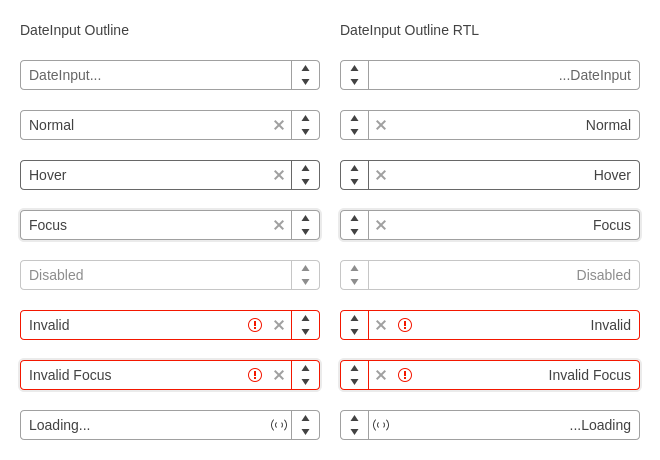 DateInput Outline
DateInput Outline RTL
DateInput...
...DateInput
Normal
Normal
Hover
Hover
Focus
Focus
Disabled
Disabled
Invalid
Invalid
Invalid Focus
Invalid Focus
Loading...
...Loading